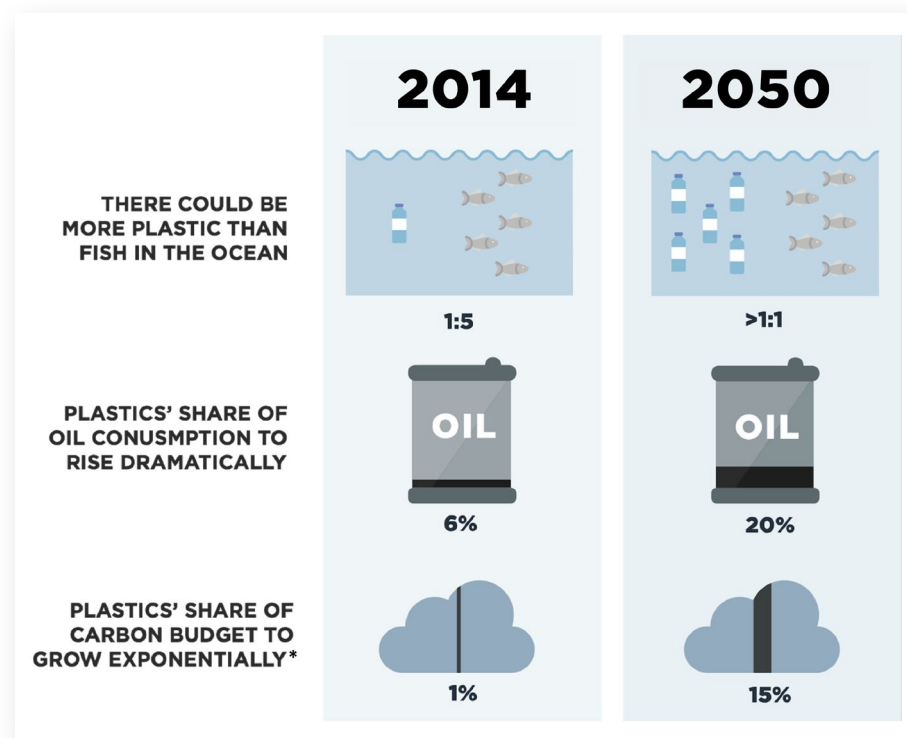 2014
2050
THERE COULD BE
MORE PLASTIC THAN
FISH IN THE OCEAN
1:5
>1:1
PLASTICS’ SHARE OF
OIL CONUSMPTION TO
RISE DRAMATICALLY
OIL
OIL
6%
20%
PLASTICS’ SHARE OF
CARBON BUDGET TO
GROW EXPONENTIALLY*
1%
15%